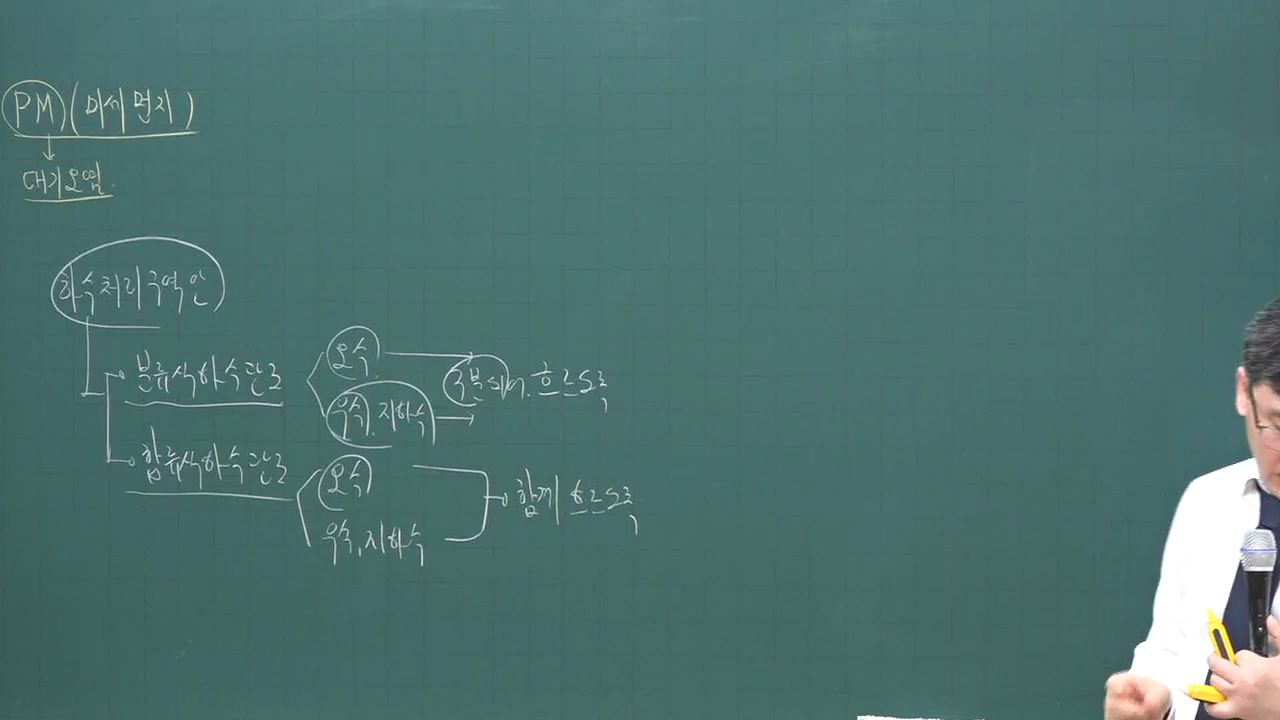 PM (미세먼지)
대기오염
하수처리구역안
분류식하수관로
오수
우수, 지하수
구분되어 흐르도록
합류식하수관로
오수
우수, 지하수
함께 흐르도록